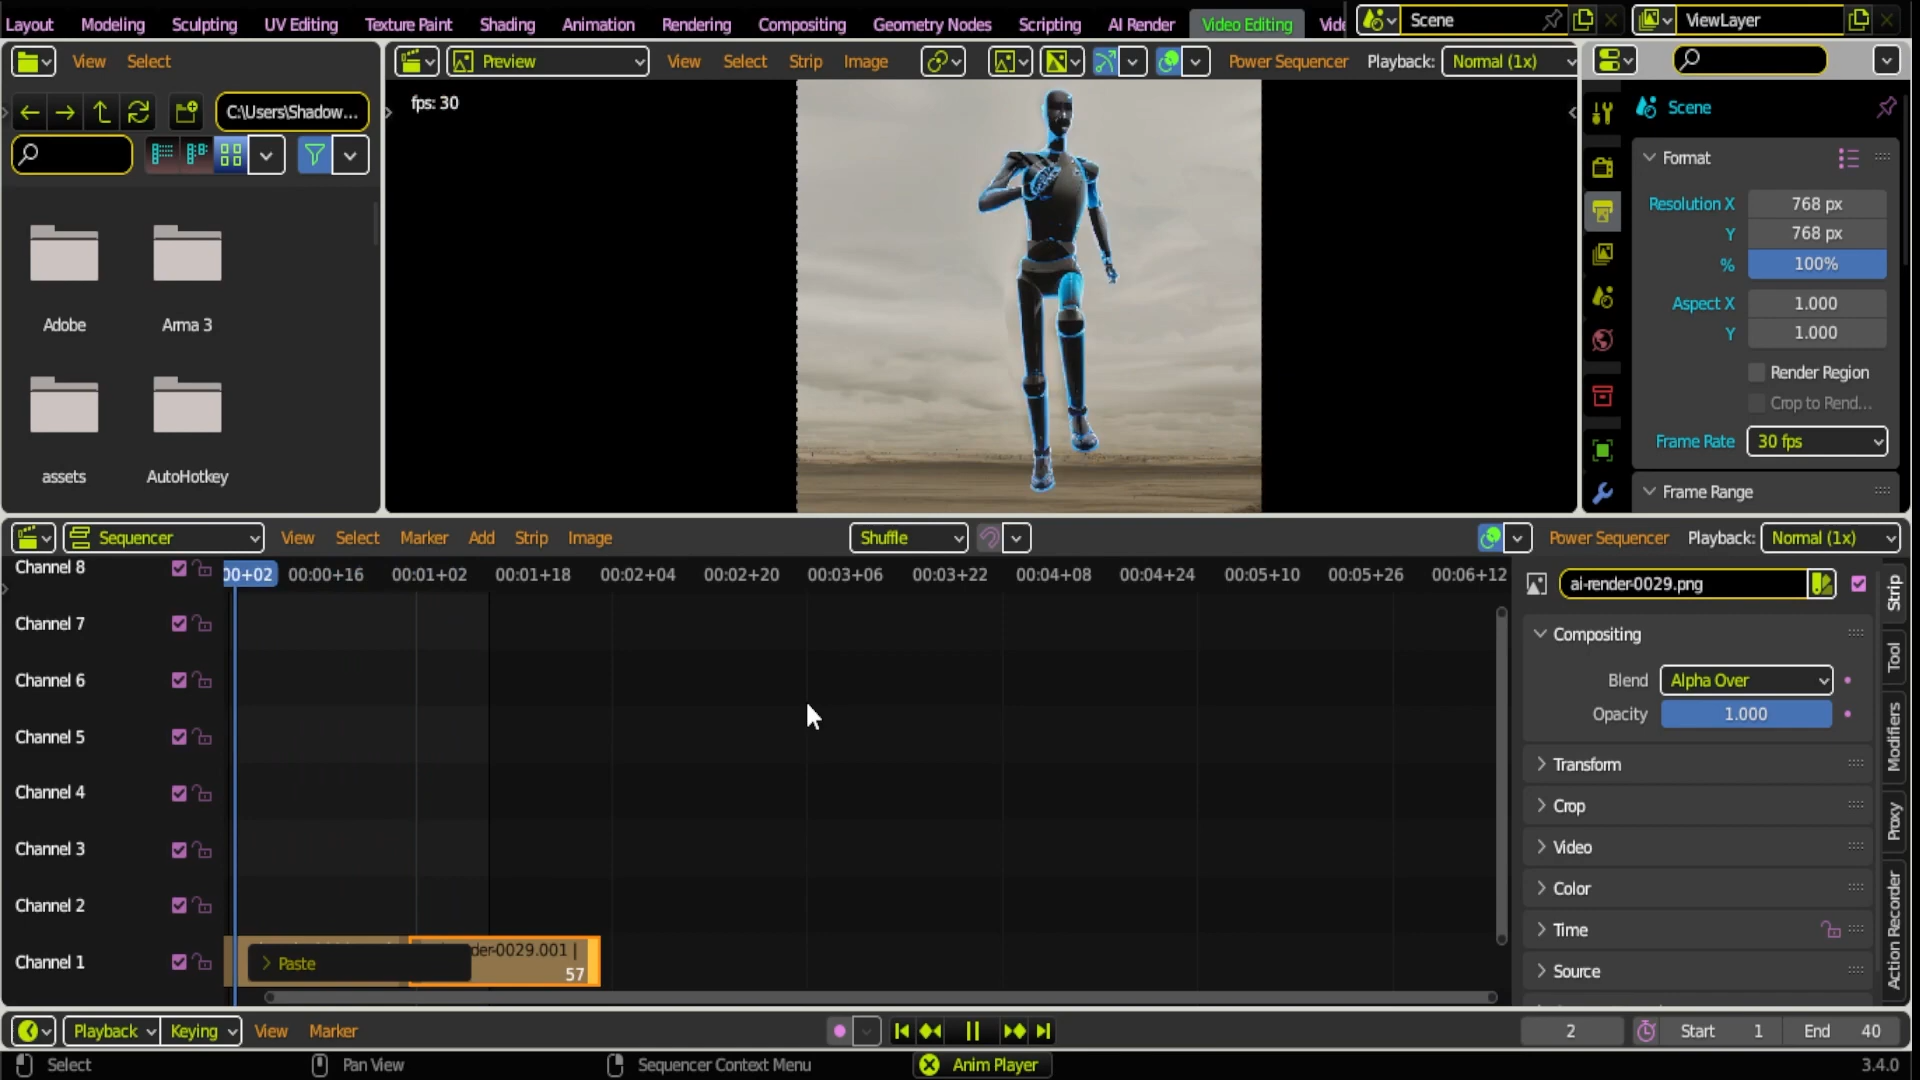 Layout Modeling Sculpting UV Editing Texture Paint Shading Animation Rendering Compositing Geometry Nodes Scripting AI Render Video Editing Vid Scene ViewLayer
View Select
Preview View Select Strip Image Power Sequencer Playback: Normal (1x)
C:\Users\Shadow...
fps: 30
Adobe Arma 3
assets AutoHotkey
Scene
Format
Resolution X 768 px
Y 768 px
% 100%
Aspect X 1.000
Y 1.000
Render Region
Crop to Rend...
Frame Rate 30 fps
Frame Range
Sequencer View Select Marker Add Strip Image Shuffle Power Sequencer Playback: Normal (1x)
00+02 00:00+16 00:01+02 00:01+18 00:02+04 00:02+20 00:03+06 00:03+22 00:04+08 00:04+24 00:05+10 00:05+26 00:06+12
Channel 8
Channel 7
Channel 6
Channel 5
Channel 4
Channel 3
Channel 2
Channel 1
Paste
der-0029.001 |
57
ai-render-0029.png
Compositing
Blend Alpha Over
Opacity 1.000
Transform
Crop
Video
Color
Time
Source
Strip
Tool
Modifiers
Proxy
Action Recorder
Playback Keying View Marker 2 Start 1 End 40
Select Pan View Sequencer Context Menu Anim Player 3.4.0